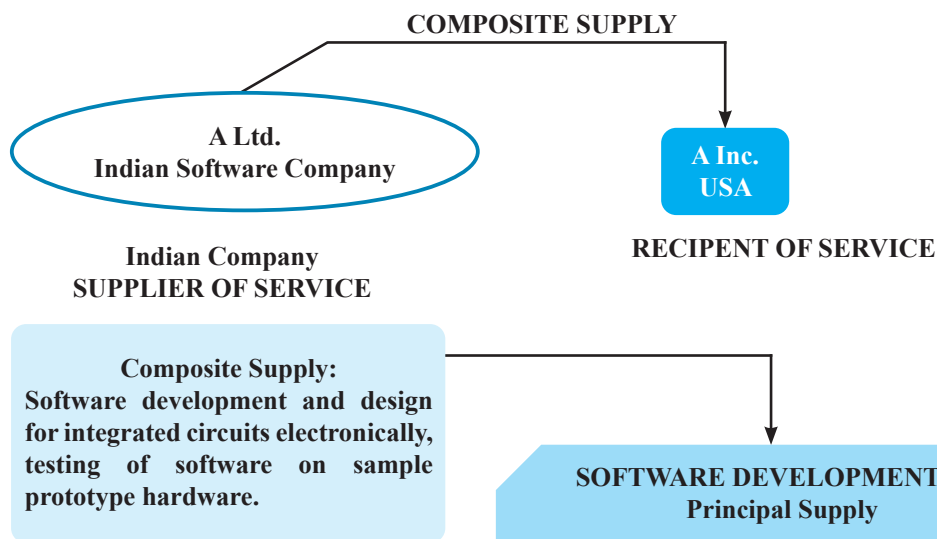 COMPOSITE SUPPLY
A Ltd.
Indian Software Company
A Inc.
USA
Indian Company
SUPPLIER OF SERVICE
RECIPENT OF SERVICE
Composite Supply:
Software development and design
for integrated circuits electronically,
testing of software on sample
prototype hardware.
SOFTWARE DEVELOPMENT
Principal Supply